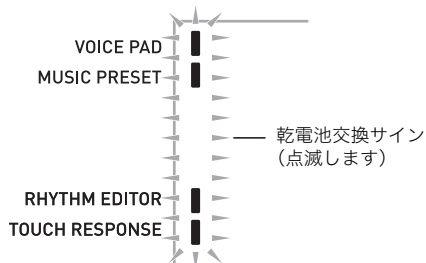 VOICE PAD
MUSIC PRESET
乾電池交換サイン
（点滅します）
RHYTHM EDITOR
TOUCH RESPONSE